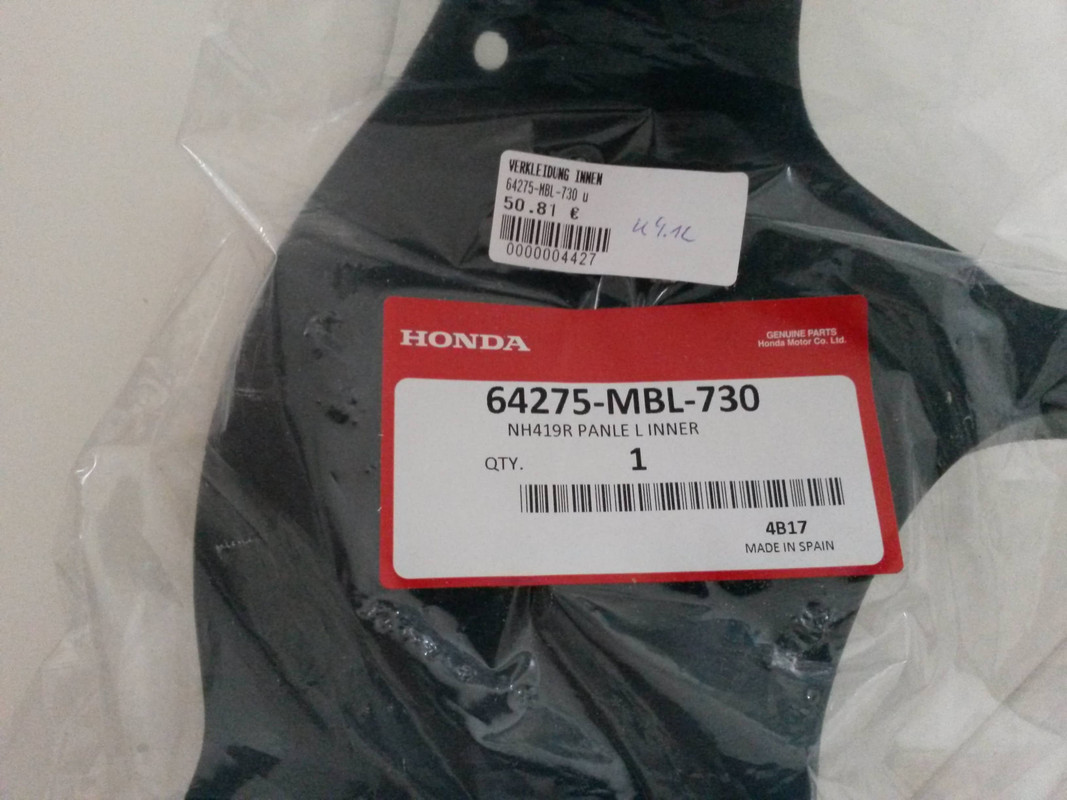 VERKLEIDUNG INNEN
64275-MBL-730 u
50.81 €
0000004427
HONDA
GENUINE PARTS
Honda Motor Co. Ltd.
64275-MBL-730
NH419R PANLE L INNER
QTY. 1
4B17
MADE IN SPAIN